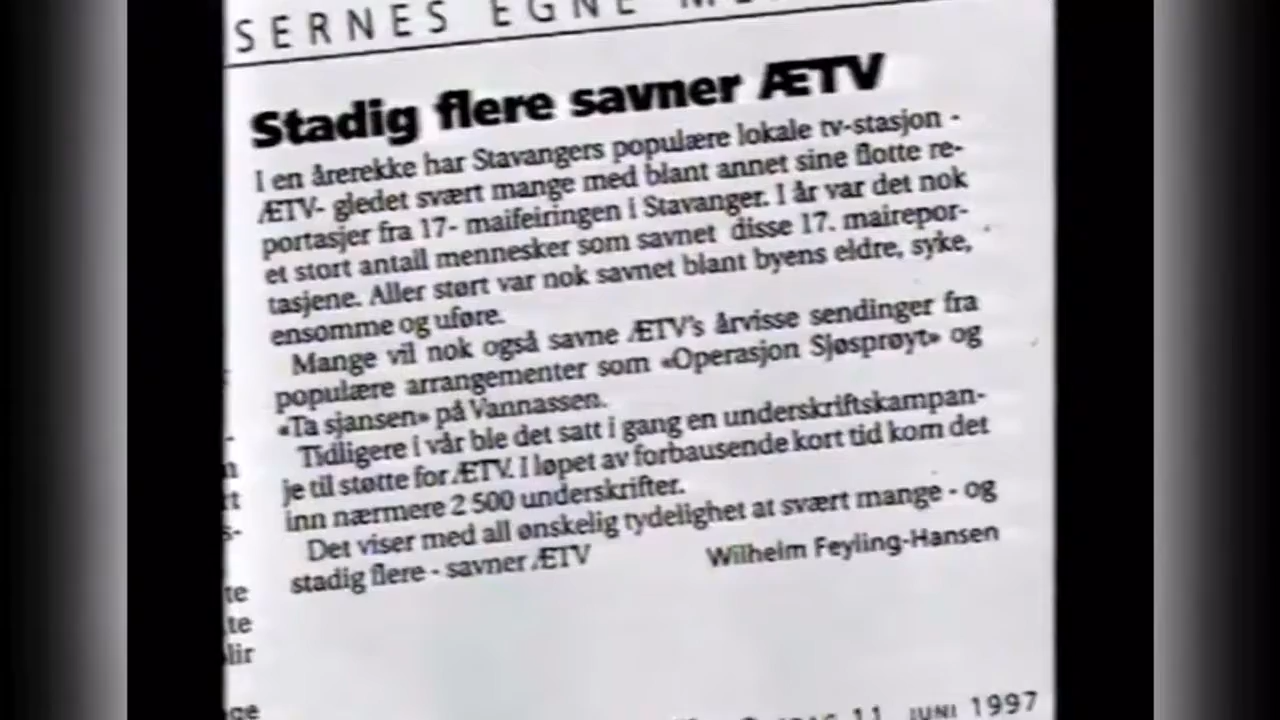 SERNES EGNE
Stadig flere savner ÆTV
I en årerekke har Stavangers populære lokale tv-stasjon -
ÆTV- gledet svært mange med blant annet sine flotte re-
portasjer fra 17- maifeiringen i Stavanger. I år var det nok
et stort antall mennesker som savnet disse 17. mairepor-
tasjene. Aller størt var nok savnet blant byens eldre, syke,
ensomme og uføre.
Mange vil nok også savne ÆTV's årvisse sendinger fra
populære arrangementer som «Operasjon Sjøsprøyt» og
«Ta sjansen» på Vannassen.
Tidligere i vår ble det satt i gang en underskriftskampan-
je til støtte for ÆTV. I løpet av forbausende kort tid kom det
inn nærmere 2 500 underskrifter.
Det viser med all ønskelig tydelighet at svært mange - og
stadig flere - savner ÆTV
Wilhelm Feyling-Hansen
te
te
lir
ge
11. JUNI 1997